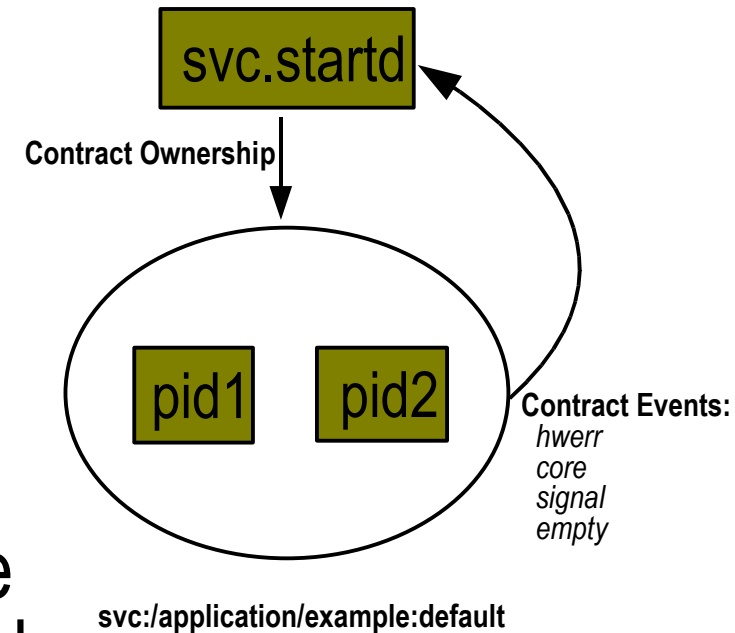 svc.startd
Contract Ownership
pid1
pid2
Contract Events:
hwerr
core
signal
empty
e
svc:/application/example:default